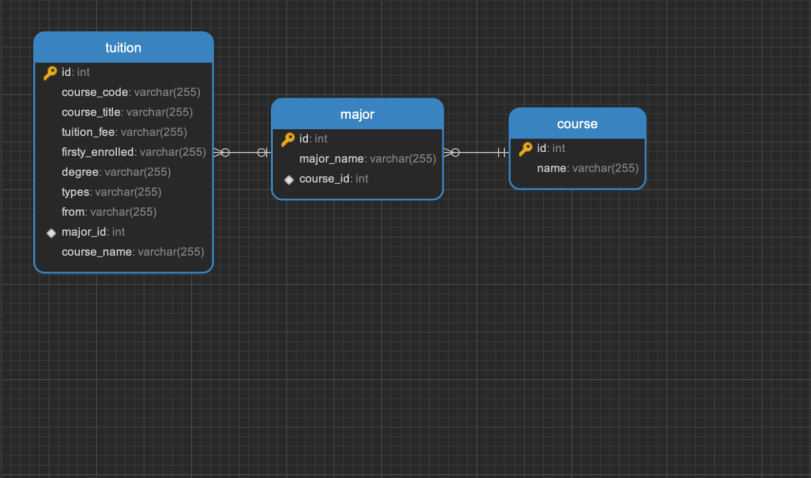 tuition
id: int
course_code: varchar(255)
course_title: varchar(255)
tuition_fee: varchar(255)
firsty_enrolled: varchar(255)
degree: varchar(255)
types: varchar(255)
from: varchar(255)
major_id: int
course_name: varchar(255)
major
id: int
major_name: varchar(255)
course_id: int
course
id: int
name: varchar(255)